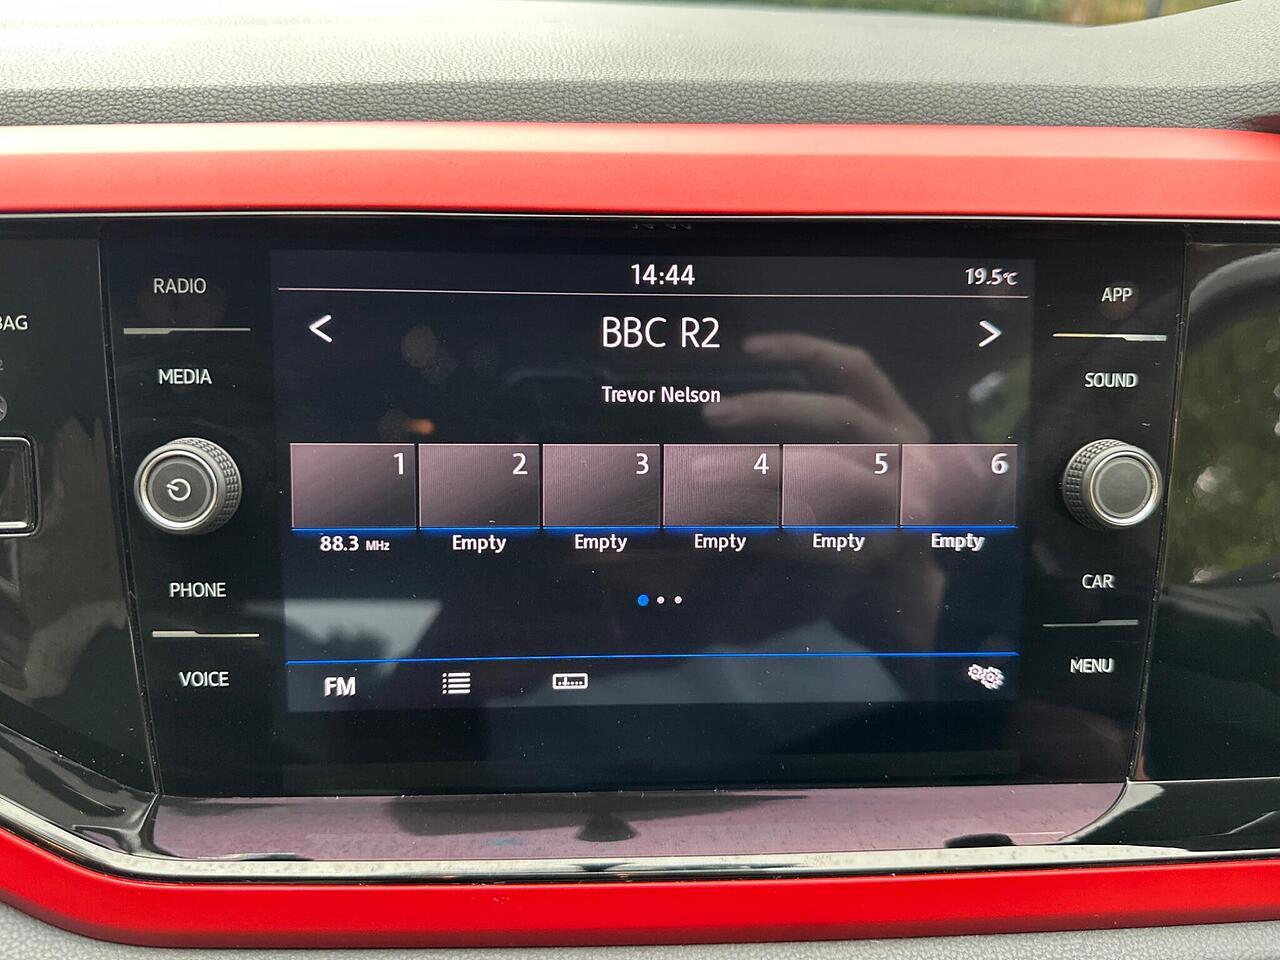 14:44
19.5°C
RADIO
APP
BAG
< BBC R2 >
MEDIA
SOUND
Trevor Nelson
1 2 3 4 5 6
88.3 MHz Empty Empty Empty Empty Empty
PHONE
CAR
VOICE
MENU
FM